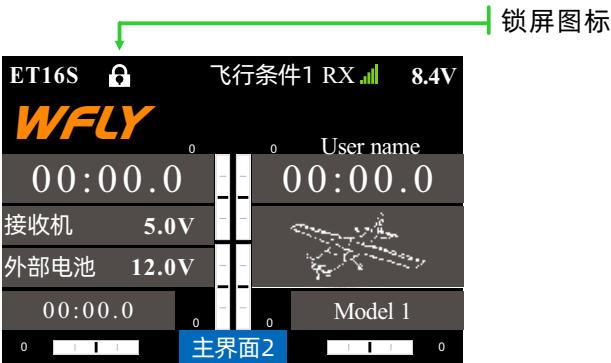 锁屏图标
ET16S 飞行条件1 RX 8.4V
WFLY
0 0 User name
00:00.0 00:00.0
接收机 5.0V
外部电池 12.0V
00:00.0 0 0 Model 1
0 主界面2 0